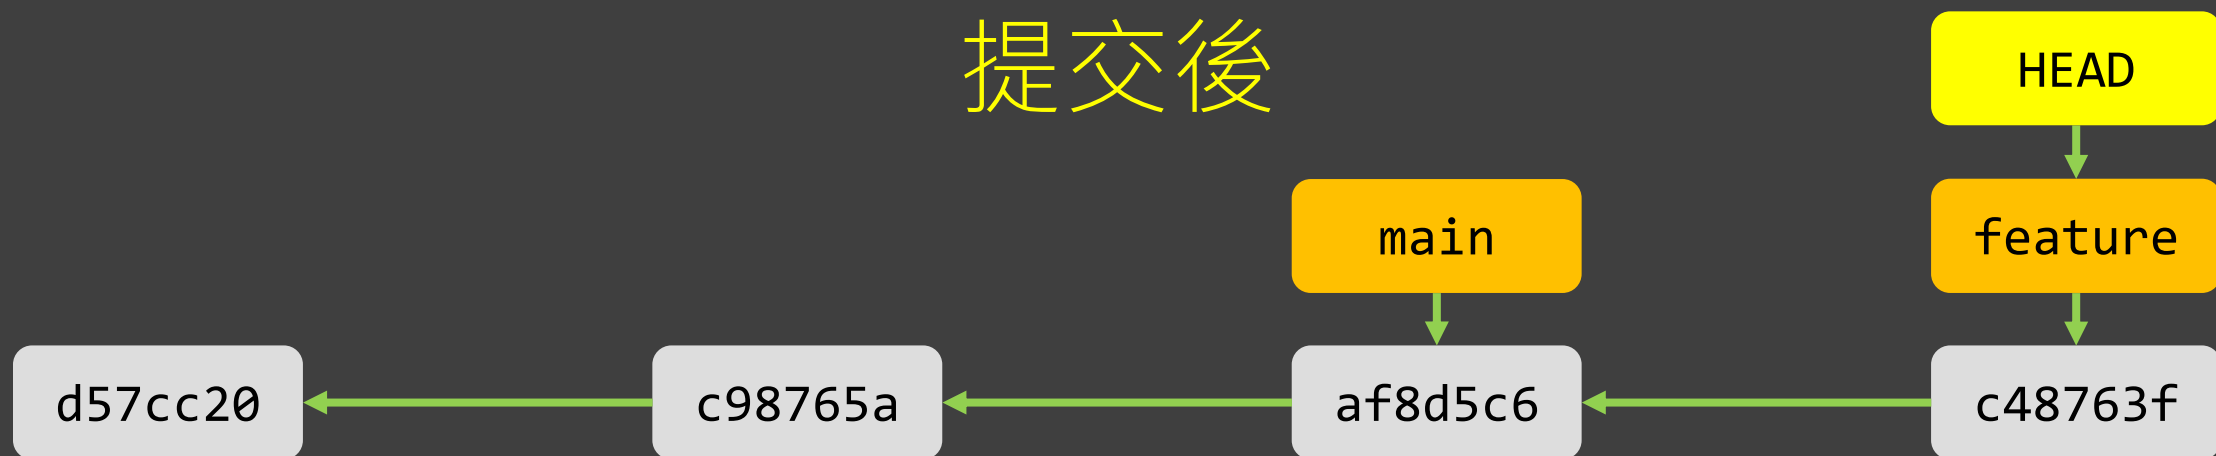 提交後
HEAD
main
feature
d57cc20
c98765a
af8d5c6
c48763f